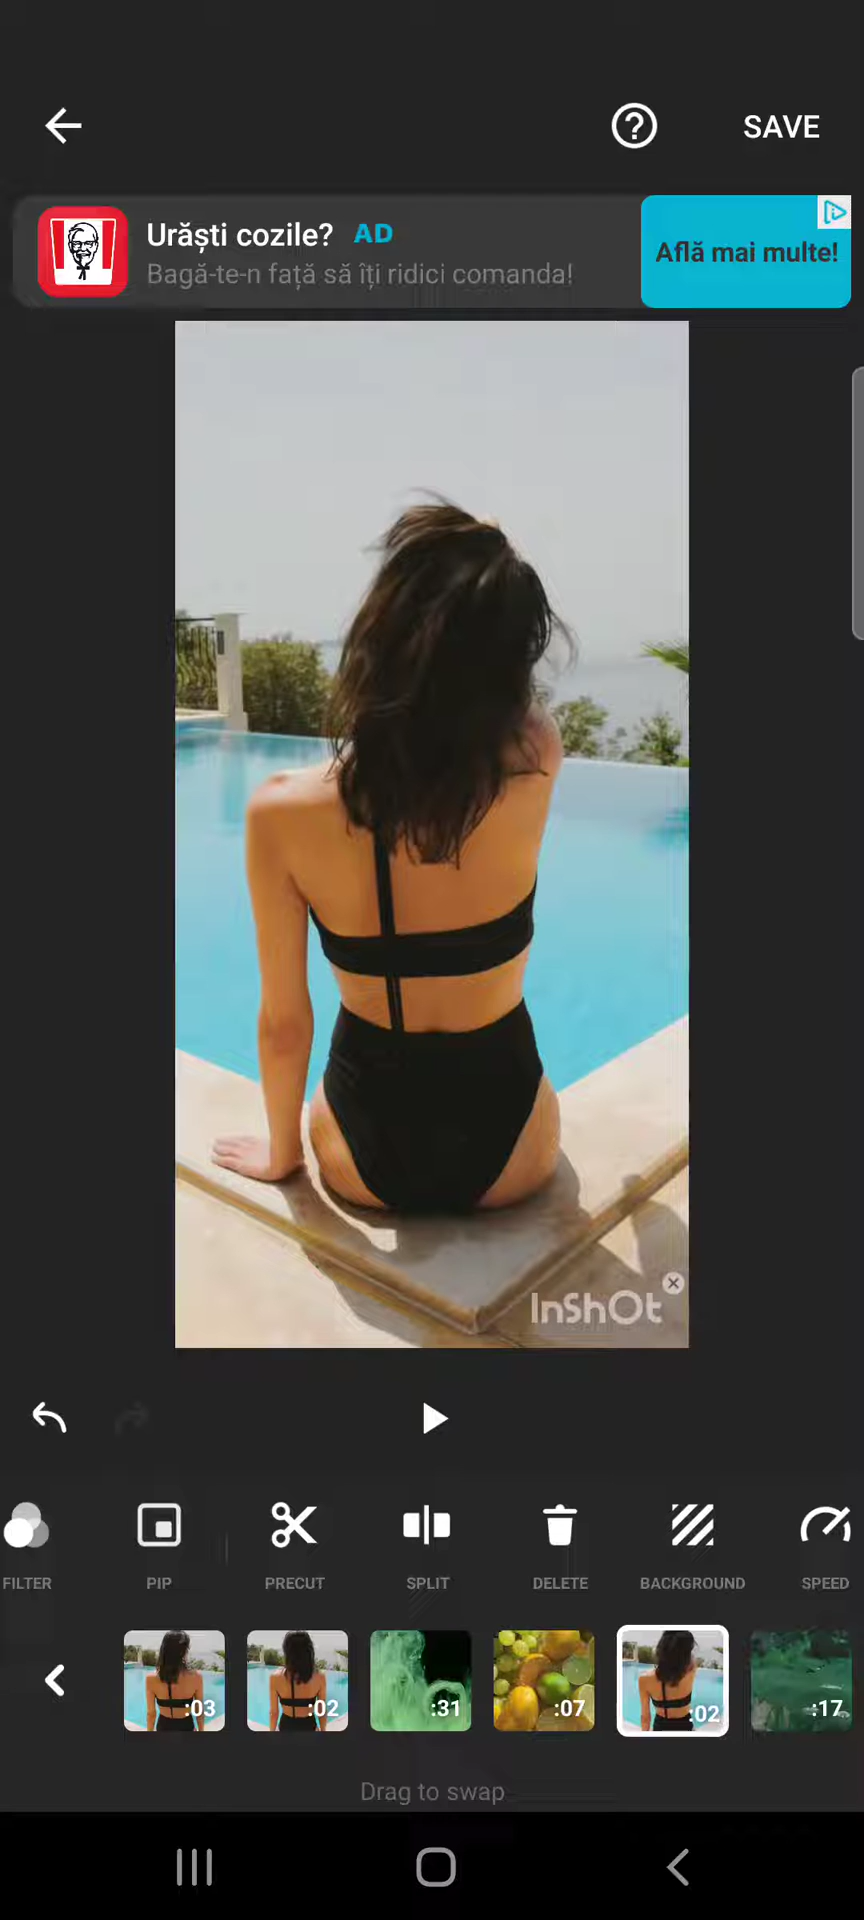 SAVE
Urăști cozile? AD
Bagă-te-n față să îți ridici comanda!
Află mai multe!
InShOt
FILTER
PIP
PRECUT
SPLIT
DELETE
BACKGROUND
SPEED
:03
:02
:31
:07
:02
:17
Drag to swap